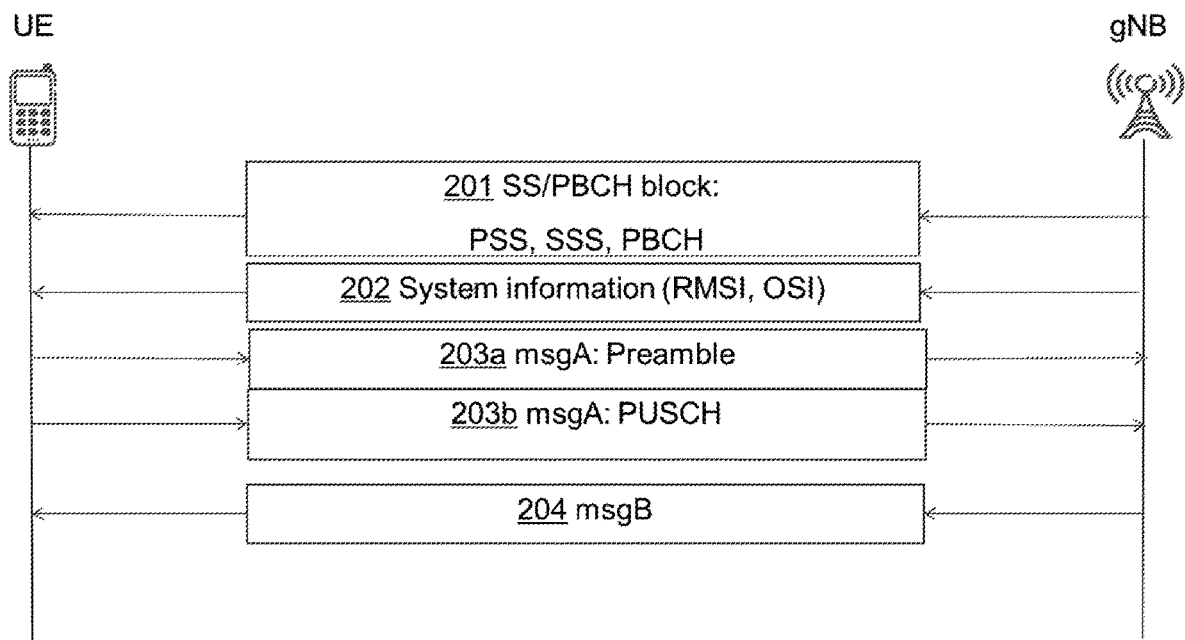 UE
gNB
201 SS/PBCH block:
PSS, SSS, PBCH
202 System information (RMSI, OSI)
203a msgA: Preamble
203b msgA: PUSCH
204 msgB